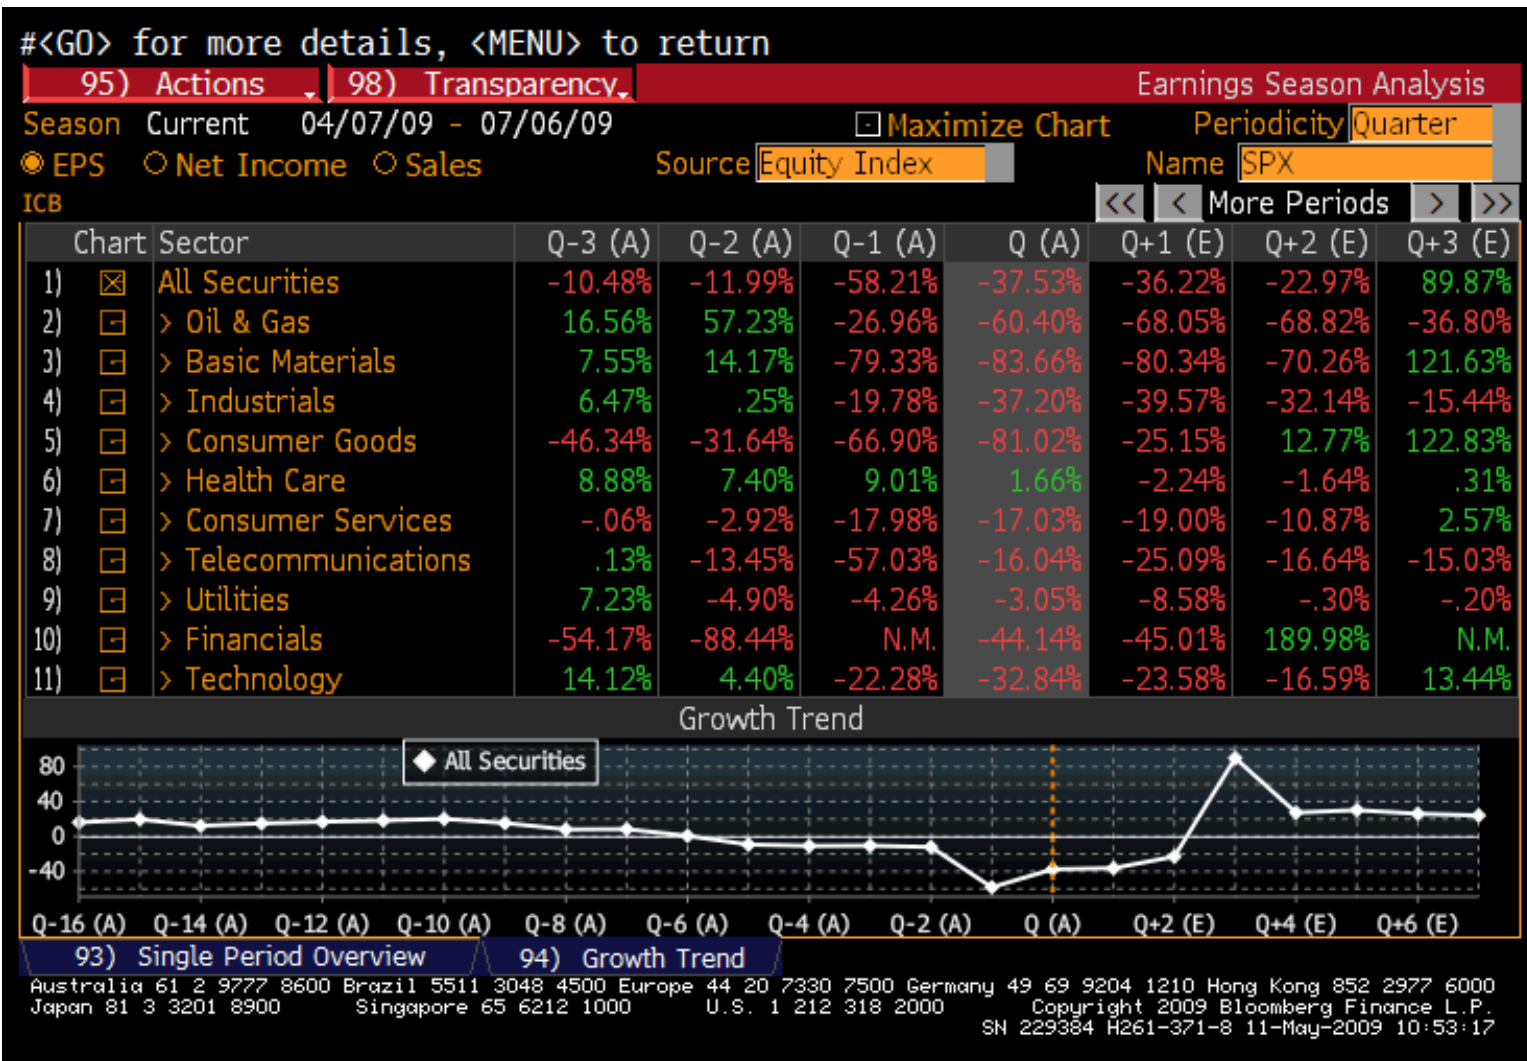 #<GO> for more details, <MENU> to return
95) Actions 98) Transparency Earnings Season Analysis
Season Current 04/07/09 - 07/06/09 Maximize Chart Periodicity Quarter
EPS Net Income Sales Source Equity Index Name SPX
ICB << < More Periods > >>
Chart Sector Q-3 (A) Q-2 (A) Q-1 (A) Q (A) Q+1 (E) Q+2 (E) Q+3 (E)
1) All Securities -10.48% -11.99% -58.21% -37.53% -36.22% -22.97% 89.87%
2) > Oil & Gas 16.56% 57.23% -26.96% -60.40% -68.05% -68.82% -36.80%
3) > Basic Materials 7.55% 14.17% -79.33% -83.66% -80.34% -70.26% 121.63%
4) > Industrials 6.47% .25% -19.78% -37.20% -39.57% -32.14% -15.44%
5) > Consumer Goods -46.34% -31.64% -66.90% -81.02% -25.15% 12.77% 122.83%
6) > Health Care 8.88% 7.40% 9.01% 1.66% -2.24% -1.64% .31%
7) > Consumer Services -.06% -2.92% -17.98% -17.03% -19.00% -10.87% 2.57%
8) > Telecommunications .13% -13.45% -57.03% -16.04% -25.09% -16.64% -15.03%
9) > Utilities 7.23% -4.90% -4.26% -3.05% -8.58% -.30% -.20%
10) > Financials -54.17% -88.44% N.M. -44.14% -45.01% 189.98% N.M.
11) > Technology 14.12% 4.40% -22.28% -32.84% -23.58% -16.59% 13.44%
Growth Trend
All Securities
80
40
0
-40
Q-16 (A) Q-14 (A) Q-12 (A) Q-10 (A) Q-8 (A) Q-6 (A) Q-4 (A) Q-2 (A) Q (A) Q+2 (E) Q+4 (E) Q+6 (E)
93) Single Period Overview 94) Growth Trend
Australia 61 2 9777 8600 Brazil 5511 3048 4500 Europe 44 20 7330 7500 Germany 49 69 9204 1210 Hong Kong 852 2977 6000
Japan 81 3 3201 8900 Singapore 65 6212 1000 U.S. 1 212 318 2000 Copyright 2009 Bloomberg Finance L.P.
SN 229384 H261-371-8 11-May-2009 10:53:17